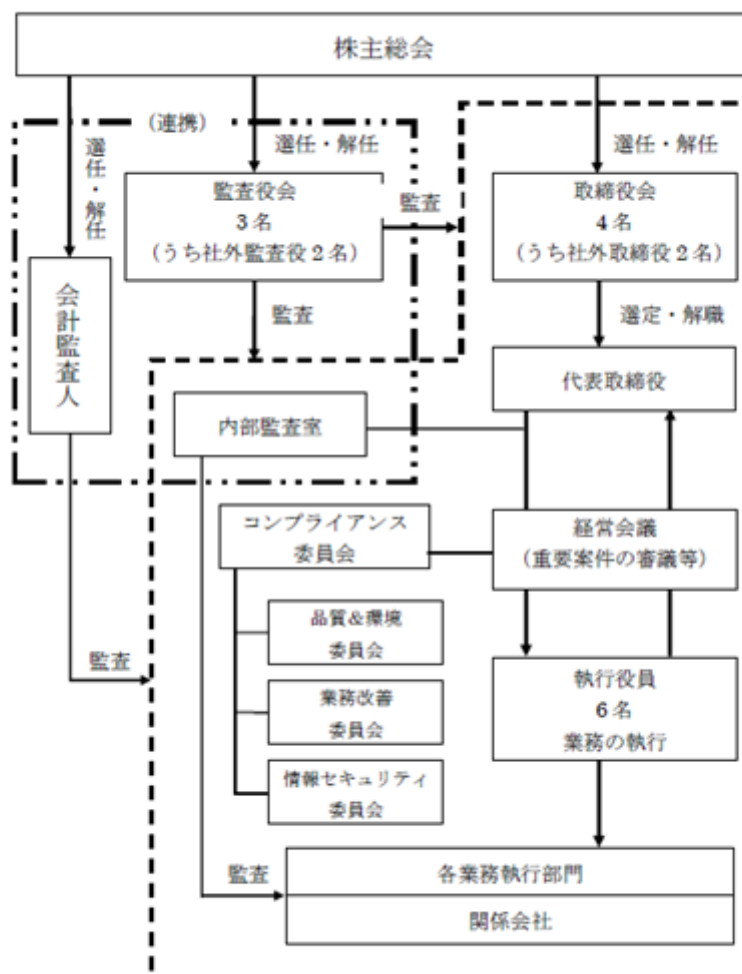 株主総会
（連携）
選任・解任
選任・解任
選任・解任
監査役会
3名
（うち社外監査役2名）
監査
取締役会
4名
（うち社外取締役2名）
会計監査人
監査
選定・解職
代表取締役
内部監査室
コンプライアンス
委員会
経営会議
（重要案件の審議等）
品質＆環境
委員会
監査
執行役員
6名
業務の執行
業務改善
委員会
情報セキュリティ
委員会
監査
各業務執行部門
関係会社